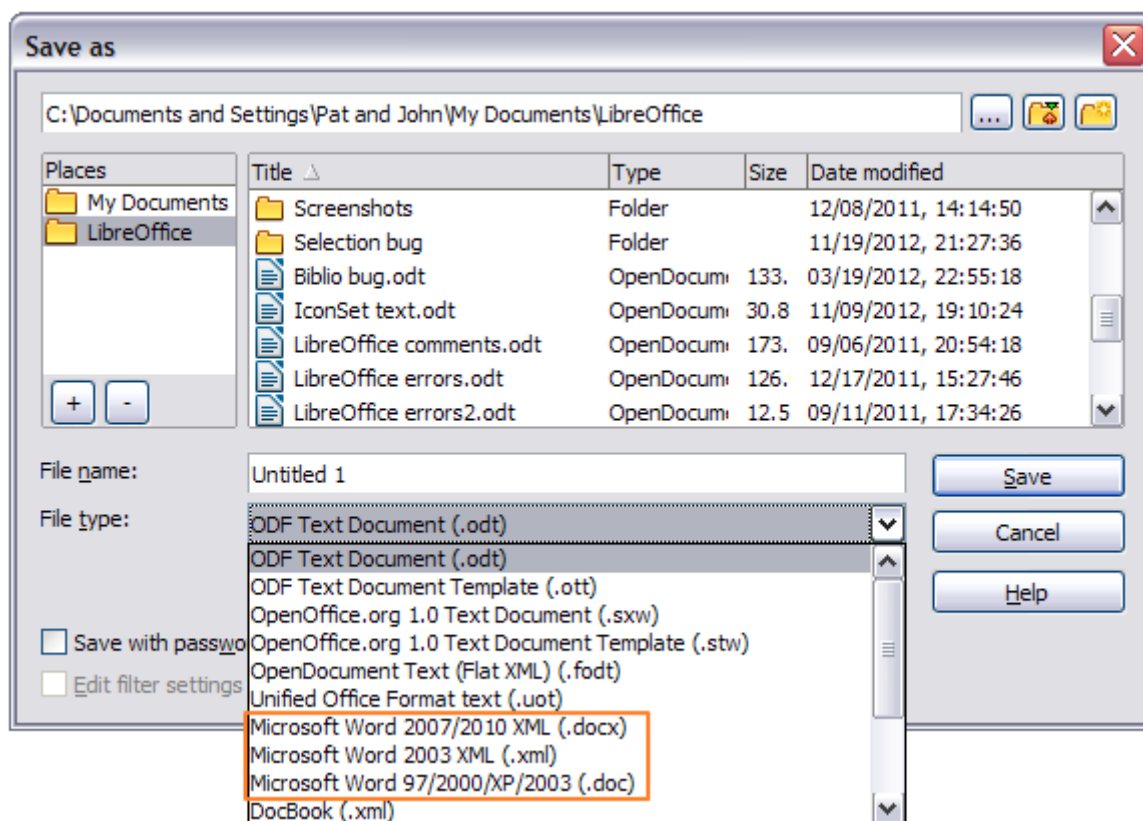 Save as
C:\Documents and Settings\Pat and John\My Documents\LibreOffice
...
Places
My Documents
LibreOffice
+ -
Title Type Size Date modified
Screenshots Folder 12/08/2011, 14:14:50
Selection bug Folder 11/19/2012, 21:27:36
Biblio bug.odt OpenDocum 133. 03/19/2012, 22:55:18
IconSet text.odt OpenDocum 30.8 11/09/2012, 19:10:24
LibreOffice comments.odt OpenDocum 173. 09/06/2011, 20:54:18
LibreOffice errors.odt OpenDocum 126. 12/17/2011, 15:27:46
LibreOffice errors2.odt OpenDocume 12.5 09/11/2011, 17:34:26
File name: Untitled 1 Save
File type: ODF Text Document (.odt) Cancel
ODF Text Document (.odt)
ODF Text Document Template (.ott)
Help
OpenOffice.org 1.0 Text Document (.sxw)
Save with passwo OpenOffice.org 1.0 Text Document Template (.stw)
OpenDocument Text (Flat XML) (.fodt)
Edit filter settings
Unified Office Format text (.uot)
Microsoft Word 2007/2010 XML (.docx)
Microsoft Word 2003 XML (.xml)
Microsoft Word 97/2000/XP/2003 (.doc)
DocBook (.xml)